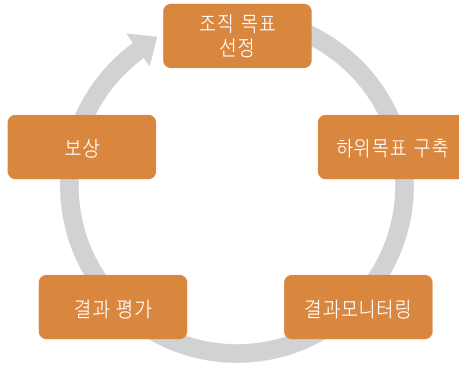 조직 목표
선정
하위목표 구축
결과모니터링
결과 평가
보상